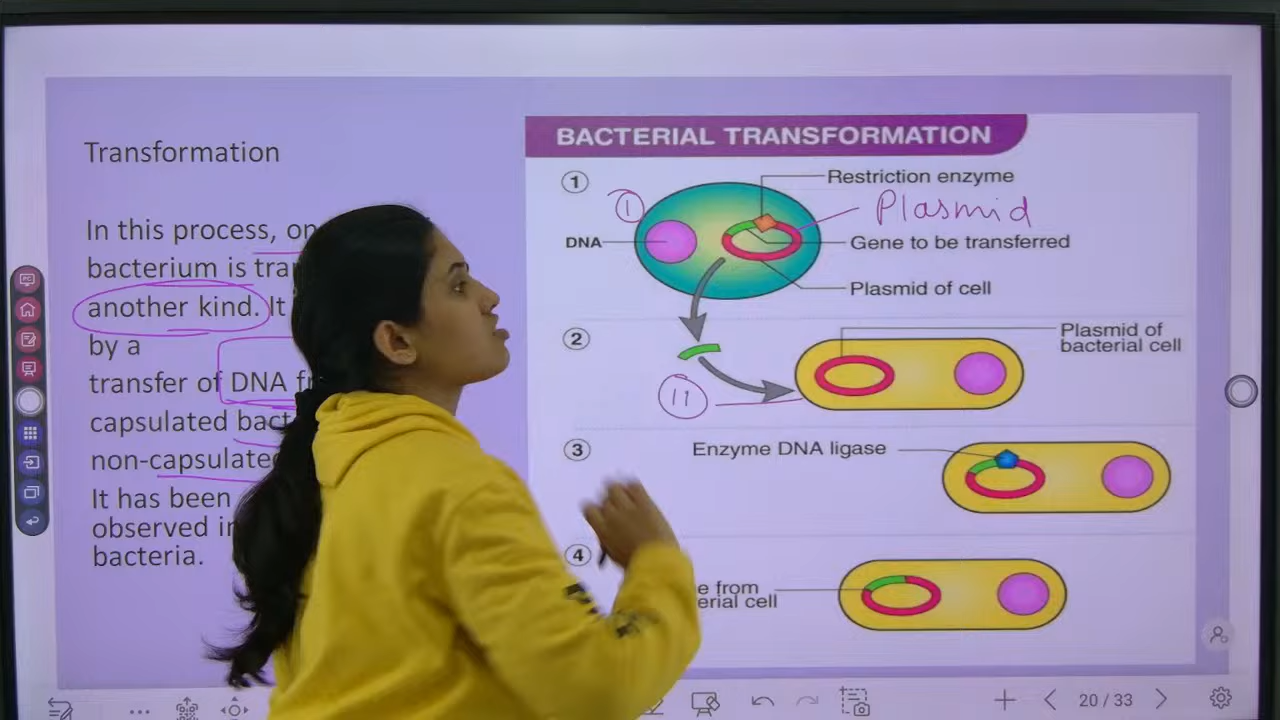 Transformation
In this process, on
bacterium is tra
another kind. It
by a
transfer of DNA f
capsulated bact
non-capsulated
It has been
observed in
bacteria.
BACTERIAL TRANSFORMATION
1
Restriction enzyme
Plasmid
1
DNA
Gene to be transferred
Plasmid of cell
2
Plasmid of
bacterial cell
11
3
Enzyme DNA ligase
4
e from
erial cell
20 / 33